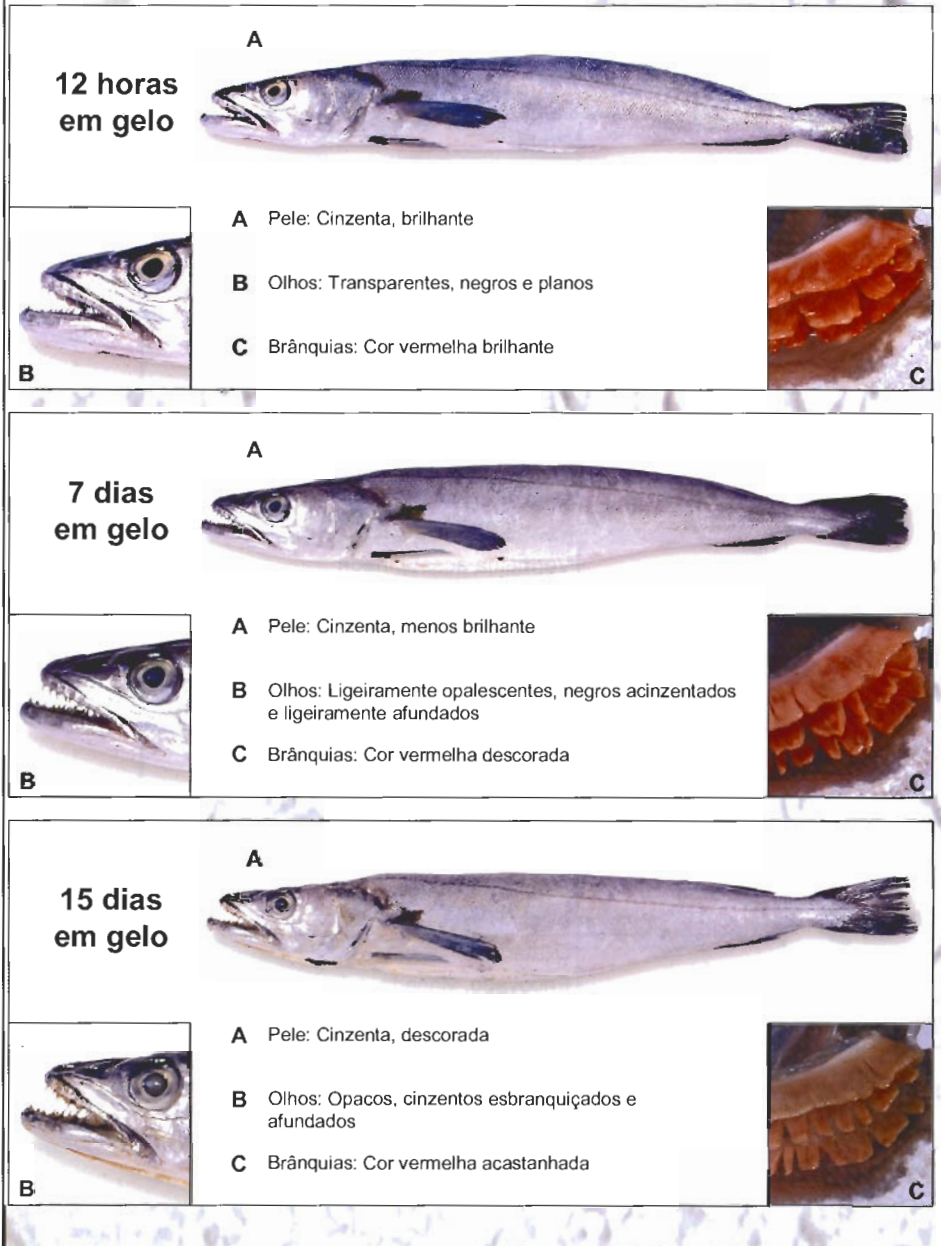 A
12 horas
em gelo
A Pele: Cinzenta, brilhante
B Olhos: Transparentes, negros e planos
C Brânquias: Cor vermelha brilhante
B
C
A
7 dias
em gelo
A Pele: Cinzenta, menos brilhante
B Olhos: Ligeiramente opalescentes, negros acinzentados
e ligeiramente afundados
C Brânquias: Cor vermelha descorada
B
C
A
15 dias
em gelo
A Pele: Cinzenta, descorada
B Olhos: Opacos, cinzentos esbranquiçados e
afundados
C Brânquias: Cor vermelha acastanhada
B
C